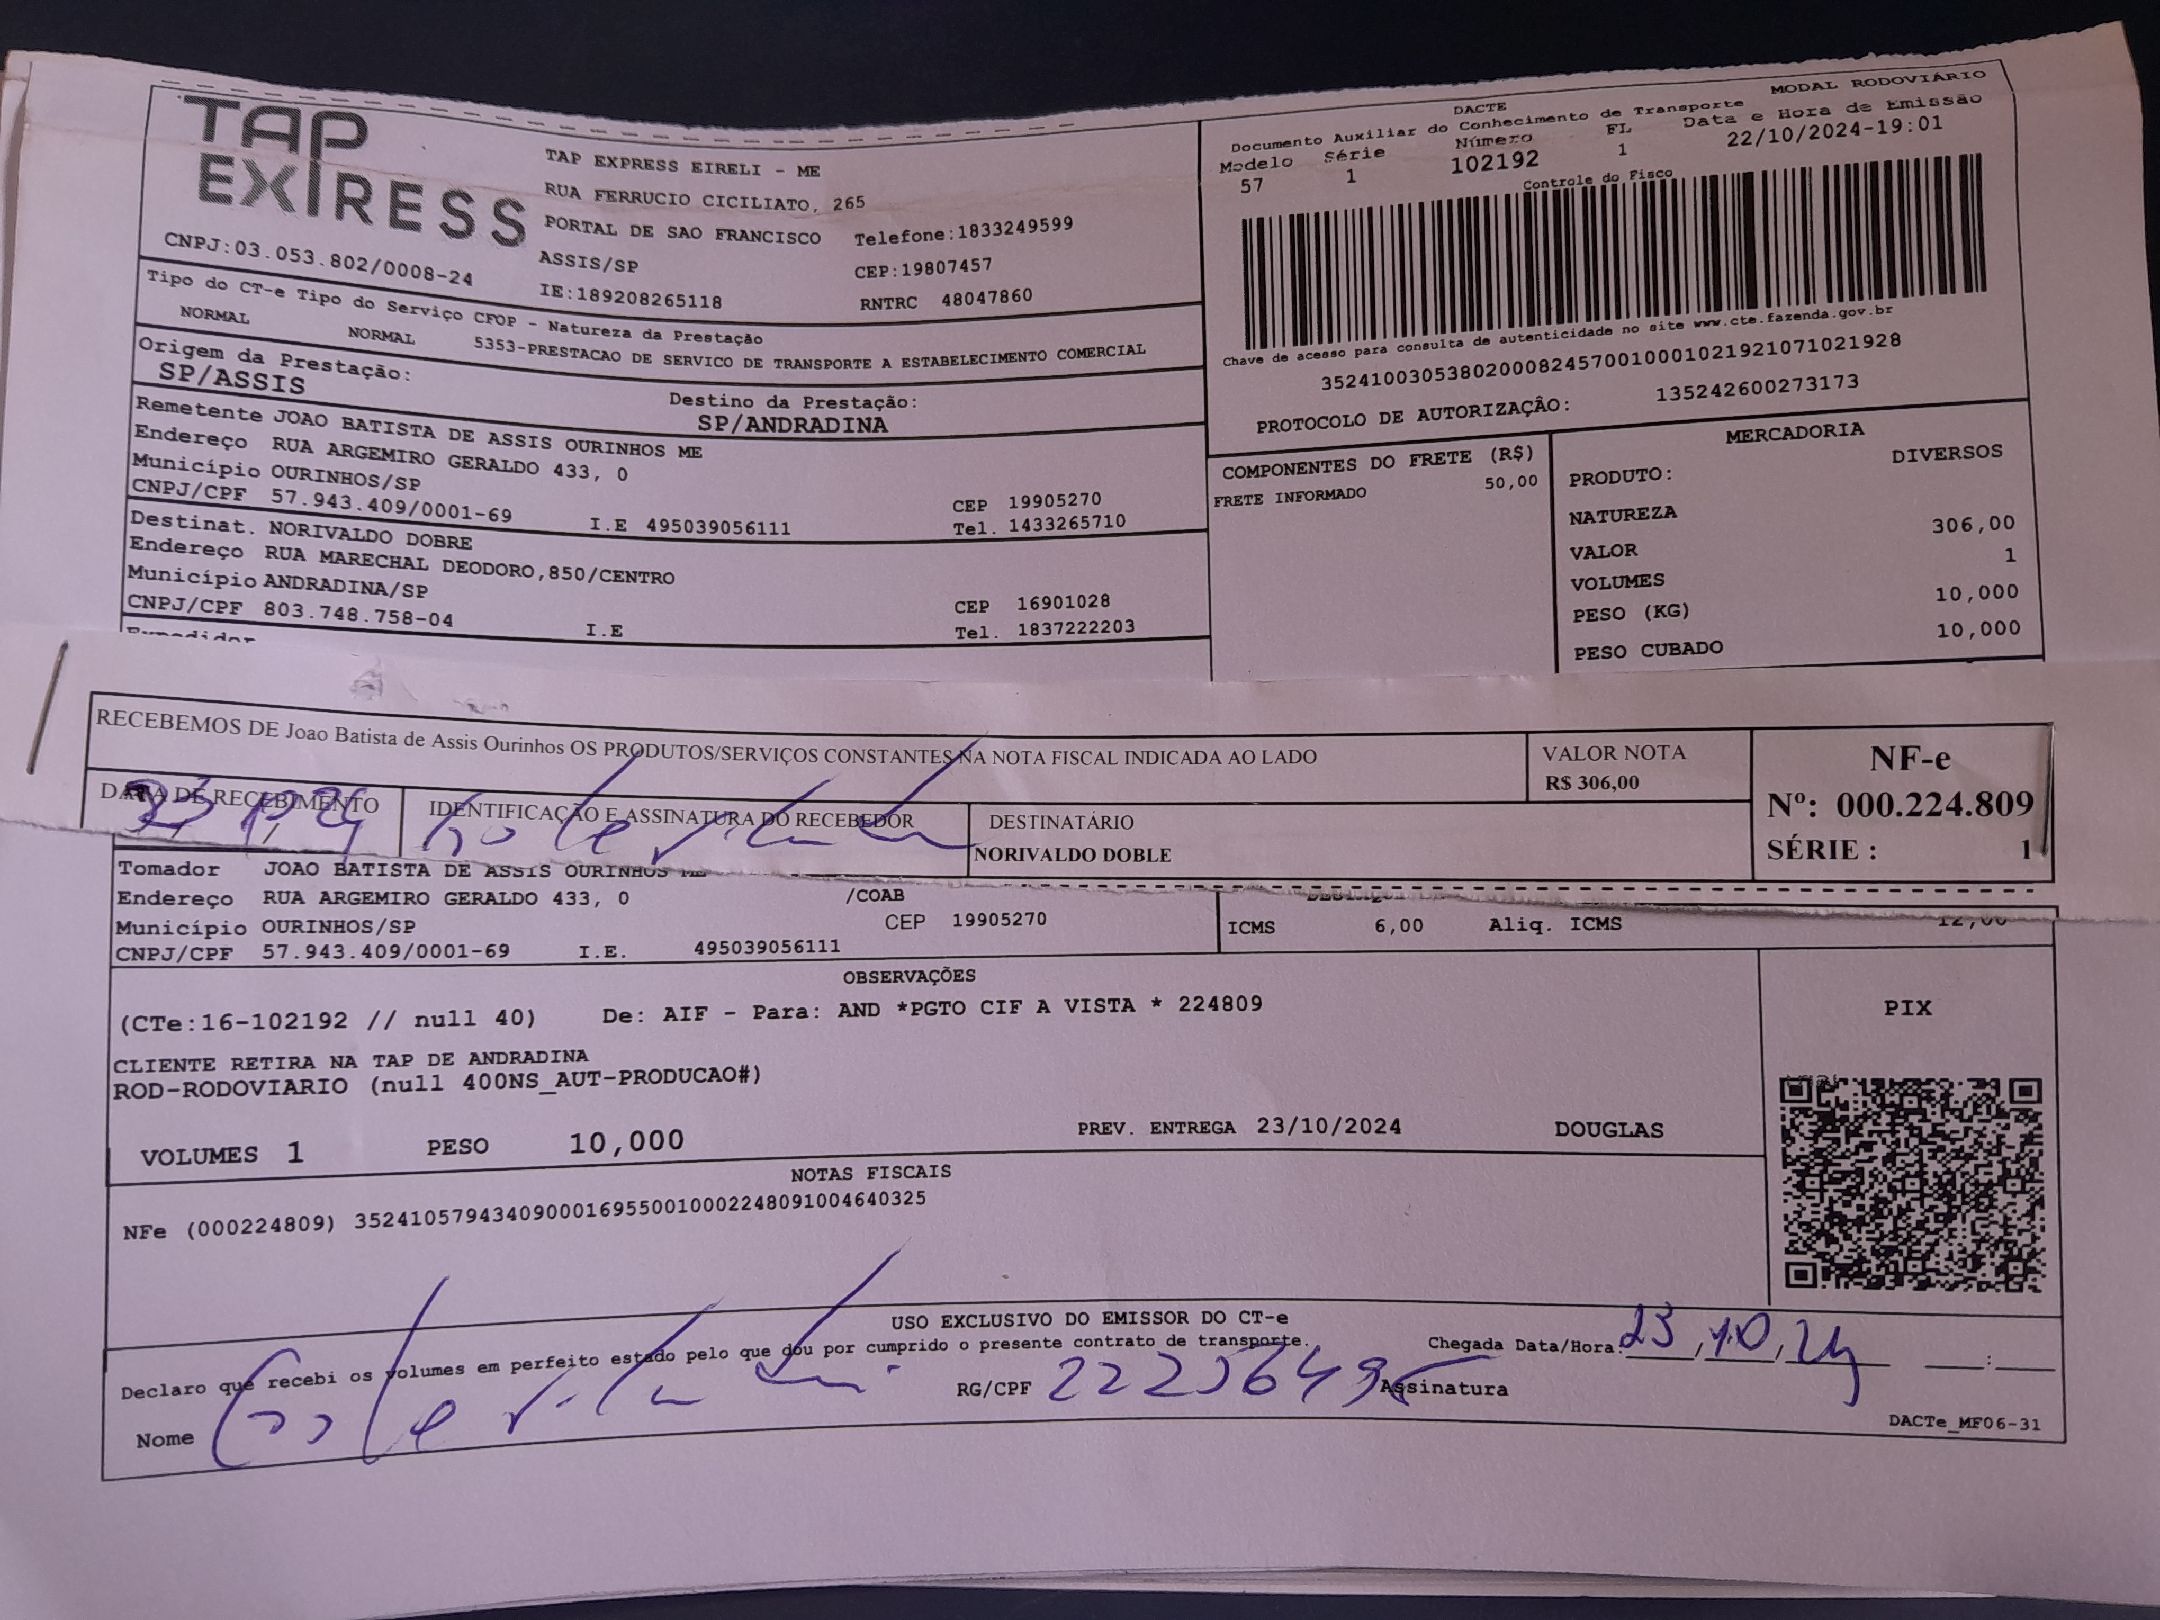 TAP
EXPRESS
TAP EXPRESS EIRELI - ME
RUA FERRUCIO CICILIATO, 265
PORTAL DE SAO FRANCISCO Telefone:1833249599
ASSIS/SP CEP:19807457
CNPJ:03.053.802/0008-24 IE:189208265118 RNTRC 48047860
MODAL RODOVIÁRIO
DACTE
Documento Auxiliar do Conhecimento de Transporte
Modelo Série Número FL Data e Hora de Emissão
57 1 102192 1 22/10/2024-19:01
Controle do Fisco
Chave de acesso para consulta de autenticidade no site www.cte.fazenda.gov.br
35241003053802000824570010001021921071021928
PROTOCOLO DE AUTORIZAÇÂO: 135242600273173
Tipo do CT-e Tipo do Serviço CFOP - Natureza da Prestação
NORMAL NORMAL 5353-PRESTACAO DE SERVICO DE TRANSPORTE A ESTABELECIMENTO COMERCIAL
Origem da Prestação: Destino da Prestação:
SP/ASSIS SP/ANDRADINA
Remetente JOAO BATISTA DE ASSIS OURINHOS ME
Endereço RUA ARGEMIRO GERALDO 433, 0
Município OURINHOS/SP CEP 19905270
CNPJ/CPF 57.943.409/0001-69 I.E 495039056111 Tel. 1433265710
Destinat. NORIVALDO DOBRE
Endereço RUA MARECHAL DEODORO,850/CENTRO
Município ANDRADINA/SP CEP 16901028
CNPJ/CPF 803.748.758-04 I.E Tel. 1837222203
COMPONENTES DO FRETE (R$)
FRETE INFORMADO 50,00
MERCADORIA
PRODUTO: DIVERSOS
NATUREZA
VALOR 306,00
VOLUMES 1
PESO (KG) 10,000
PESO CUBADO 10,000
RECEBEMOS DE Joao Batista de Assis Ourinhos OS PRODUTOS/SERVIÇOS CONSTANTES NA NOTA FISCAL INDICADA AO LADO
VALOR NOTA
R$ 306,00
NF-e
Nº: 000.224.809
SÉRIE : 1
DATA DE RECEBIMENTO IDENTIFICAÇÃO E ASSINATURA DO RECEBEDOR DESTINATÁRIO
NORIVALDO DOBLE
Tomador JOAO BATISTA DE ASSIS OURINHOS ME
Endereço RUA ARGEMIRO GERALDO 433, 0 /COAB
Município OURINHOS/SP CEP 19905270
CNPJ/CPF 57.943.409/0001-69 I.E. 495039056111
ICMS 6,00 Aliq. ICMS 12,00
OBSERVAÇÕES
(CTe:16-102192 // null 40) De: AIF - Para: AND *PGTO CIF A VISTA * 224809
CLIENTE RETIRA NA TAP DE ANDRADINA
ROD-RODOVIARIO (null 400NS_AUT-PRODUCAO#)
VOLUMES 1 PESO 10,000 PREV. ENTREGA 23/10/2024 DOUGLAS
PIX
NOTAS FISCAIS
NFe (000224809) 35241057943409000169550010002248091004640325
USO EXCLUSIVO DO EMISSOR DO CT-e
Declaro que recebi os volumes em perfeito estado pelo que dou por cumprido o presente contrato de transporte.
Chegada Data/Hora: 23,10,24 :
Nome RG/CPF Assinatura
DACTe_MF06-31